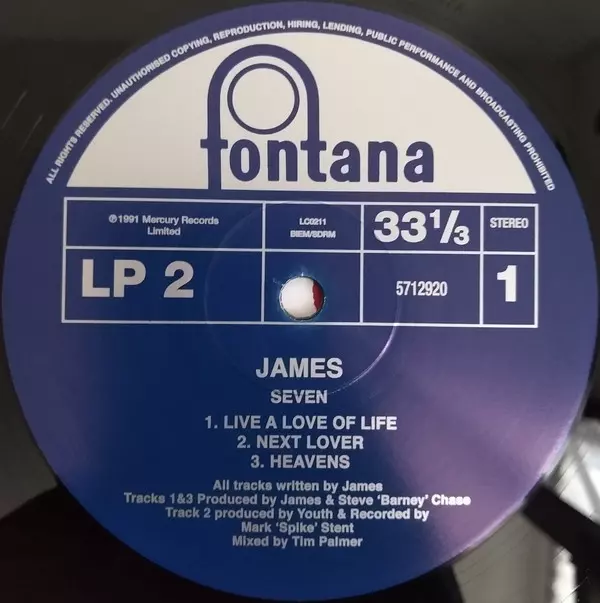 ALL RIGHTS RESERVED. UNAUTHORISED COPYING, REPRODUCTION, HIRING, LENDING, PUBLIC PERFORMANCE AND BROADCASTING PROHIBITED
fontana
℗1991 Mercury Records
Limited
LC0211
BIEM/SDRM
33⅓
STEREO
LP 2
5712920
1
JAMES
SEVEN
1. LIVE A LOVE OF LIFE
2. NEXT LOVER
3. HEAVENS
All tracks written by James
Tracks 1&3 Produced by James & Steve 'Barney' Chase
Track 2 produced by Youth & Recorded by
Mark 'Spike' Stent
Mixed by Tim Palmer